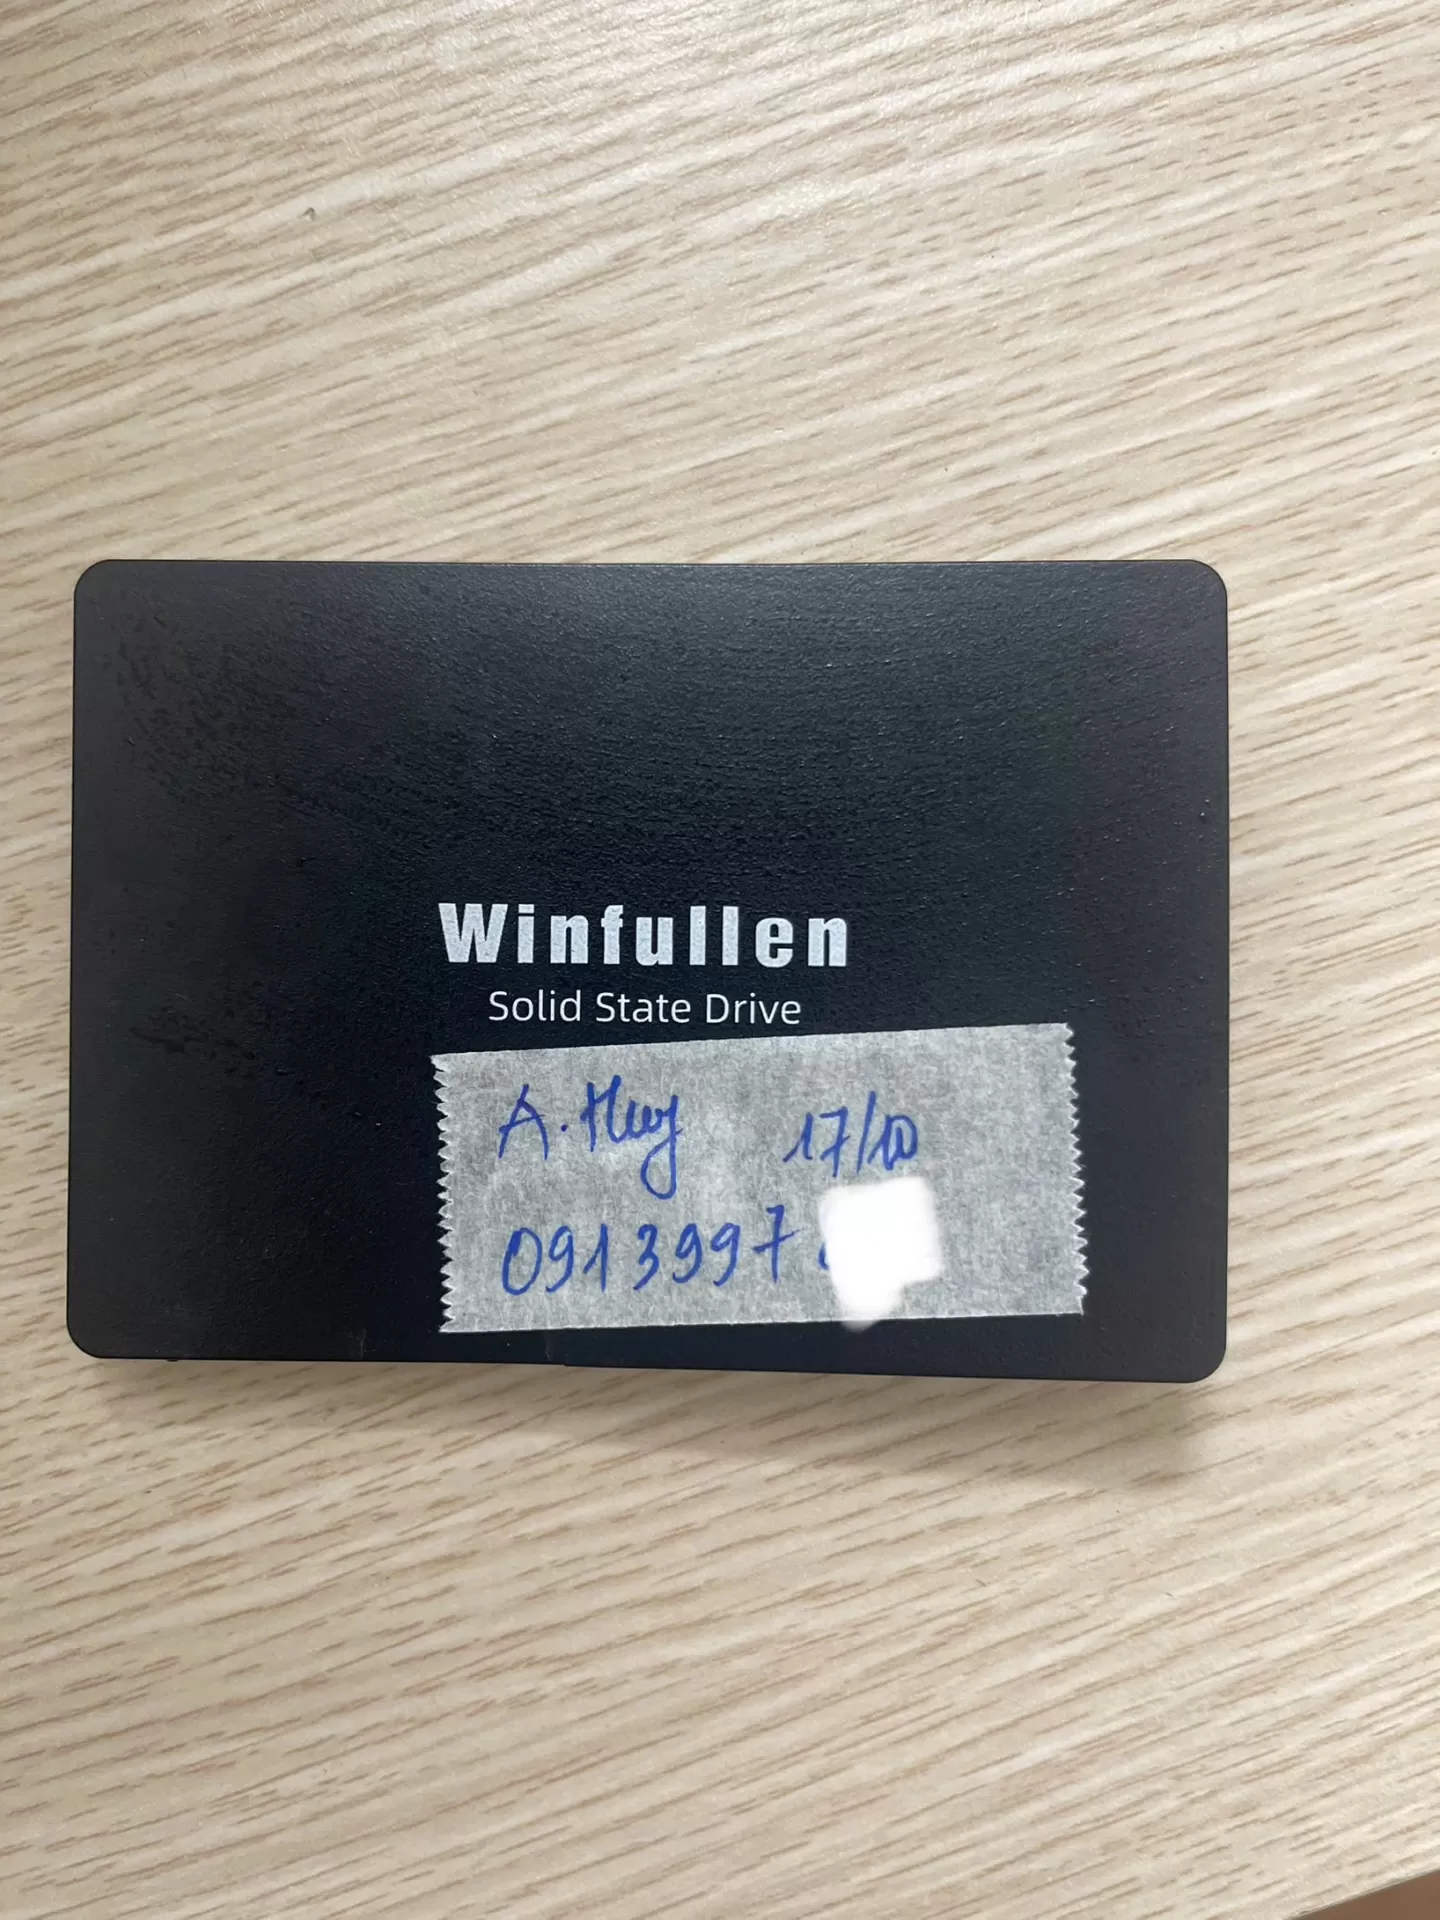 Winfullen
Solid State Drive
A. Huy 17/10
0913997